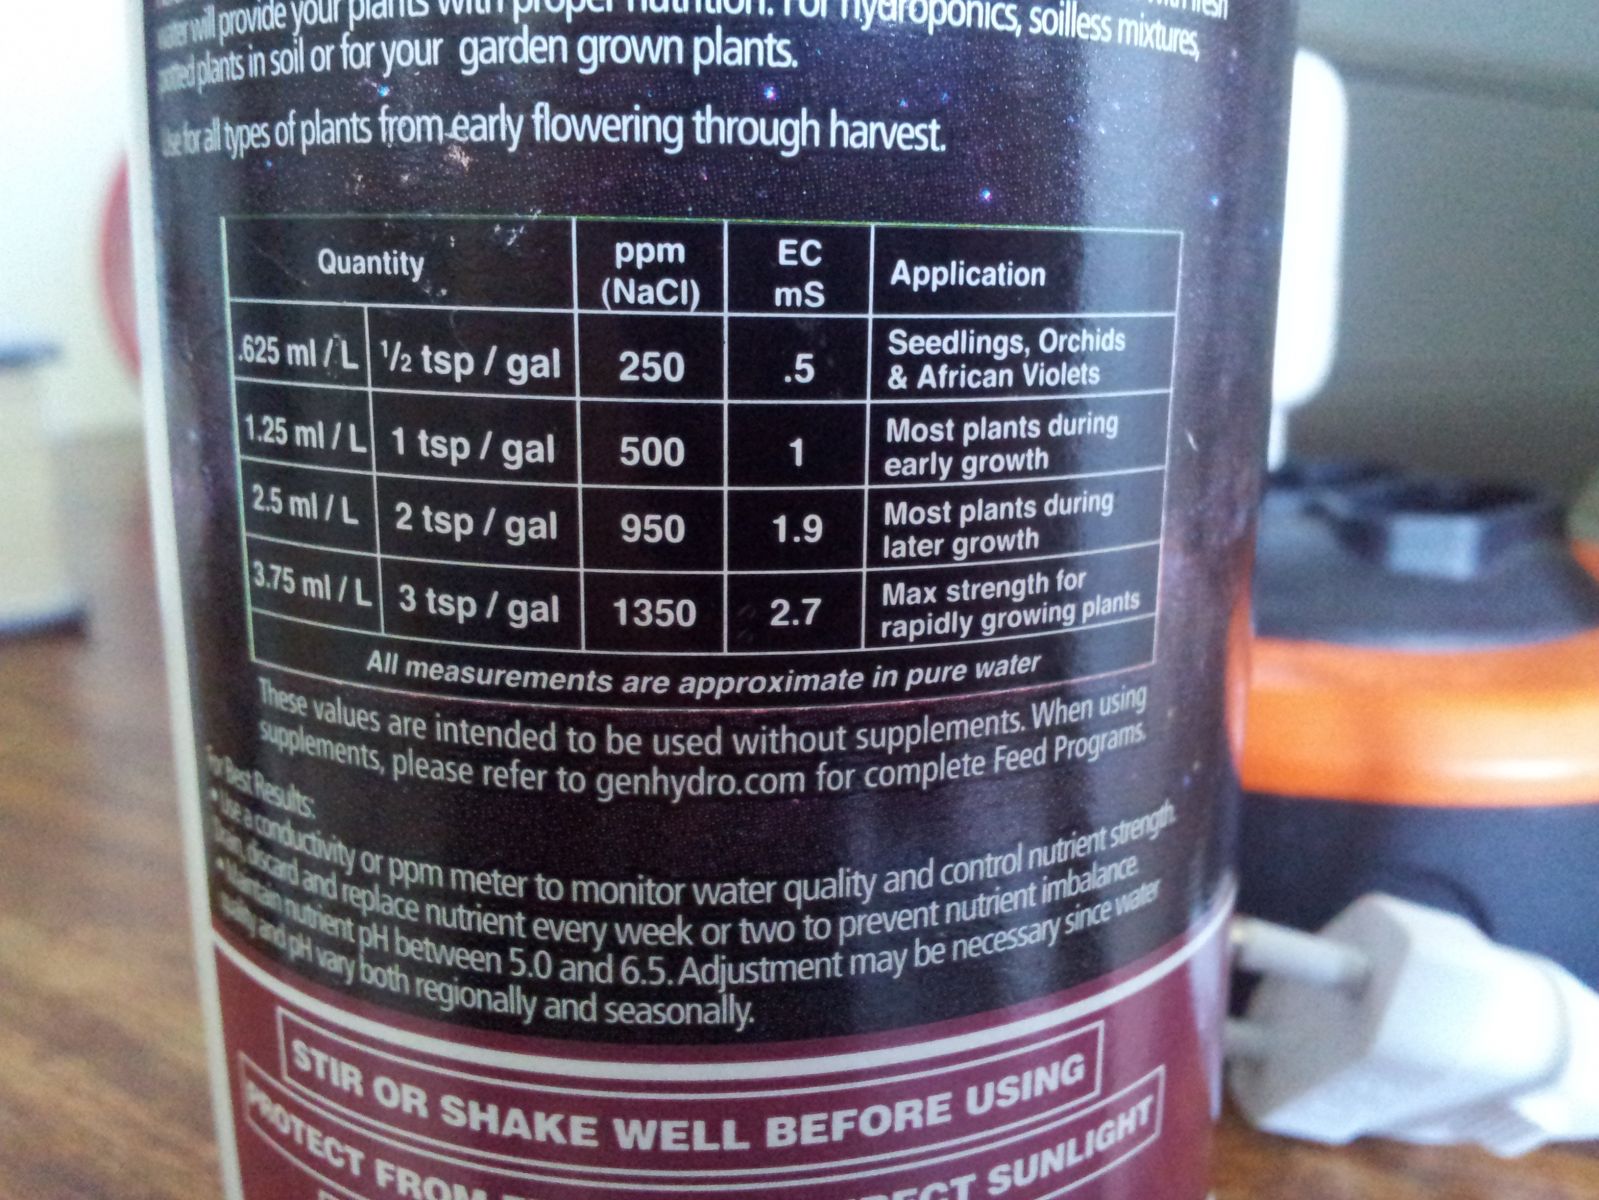 water will provide your plants with proper nutrition. For hydroponics, soilless mixtures,
potted plants in soil or for your garden grown plants.
Use for all types of plants from early flowering through harvest.
Quantity ppm (NaCl) EC mS Application
.625 ml / L 1/2 tsp / gal 250 .5 Seedlings, Orchids & African Violets
1.25 ml / L 1 tsp / gal 500 1 Most plants during early growth
2.5 ml / L 2 tsp / gal 950 1.9 Most plants during later growth
3.75 ml / L 3 tsp / gal 1350 2.7 Max strength for rapidly growing plants
All measurements are approximate in pure water
These values are intended to be used without supplements. When using
supplements, please refer to genhydro.com for complete Feed Programs.
For Best Results:
• Use a conductivity or ppm meter to monitor water quality and control nutrient strength.
Drain, discard and replace nutrient every week or two to prevent nutrient imbalance.
• Maintain nutrient pH between 5.0 and 6.5. Adjustment may be necessary since water
quality and pH vary both regionally and seasonally.
STIR OR SHAKE WELL BEFORE USING
PROTECT FROM SUNLIGHT